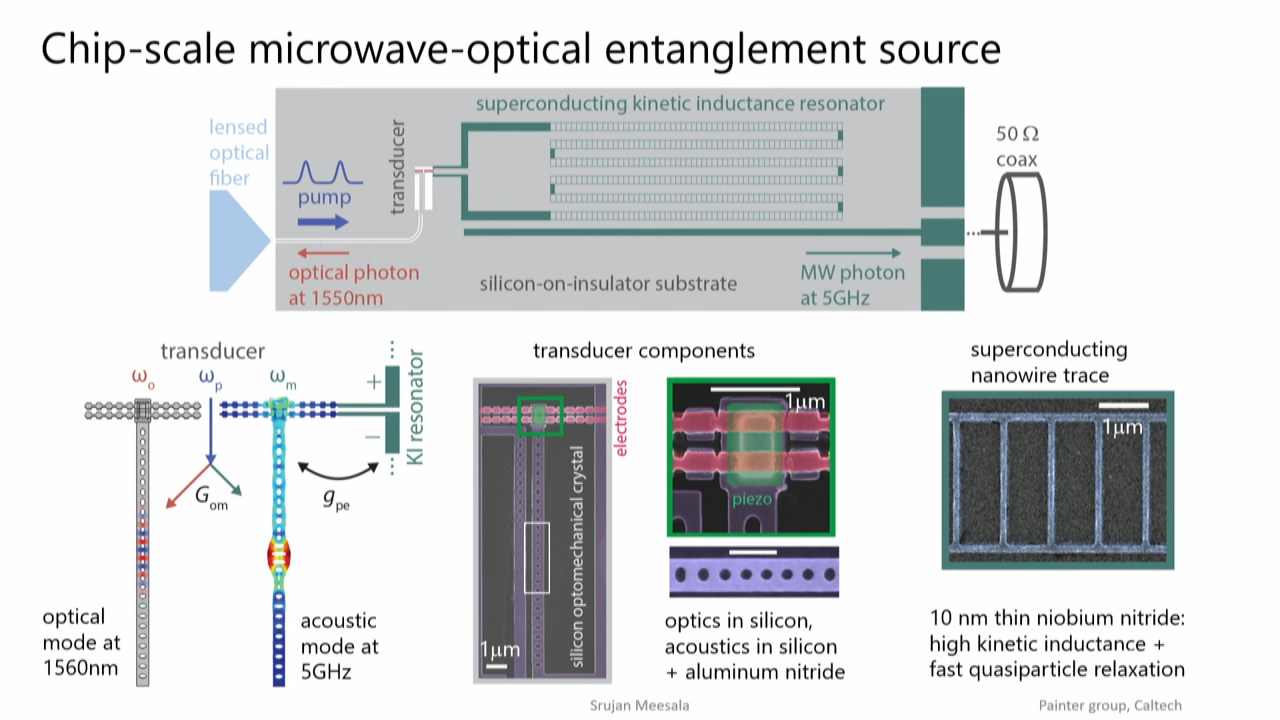 Chip-scale microwave-optical entanglement source
superconducting kinetic inductance resonator
lensed
optical
fiber
transducer
50 Ω
coax
pump
optical photon
at 1550nm
silicon-on-insulator substrate
MW photon
at 5GHz
...
transducer
ω_o
ω_p
ω_m
+
−
KI resonator
G_om
g_pe
optical
mode at
1560nm
acoustic
mode at
5GHz
transducer components
electrodes
silicon optomechanical crystal
1μm
1μm
piezo
optics in silicon,
acoustics in silicon
+ aluminum nitride
superconducting
nanowire trace
1μm
10 nm thin niobium nitride:
high kinetic inductance +
fast quasiparticle relaxation
Srujan Meesala
Painter group, Caltech